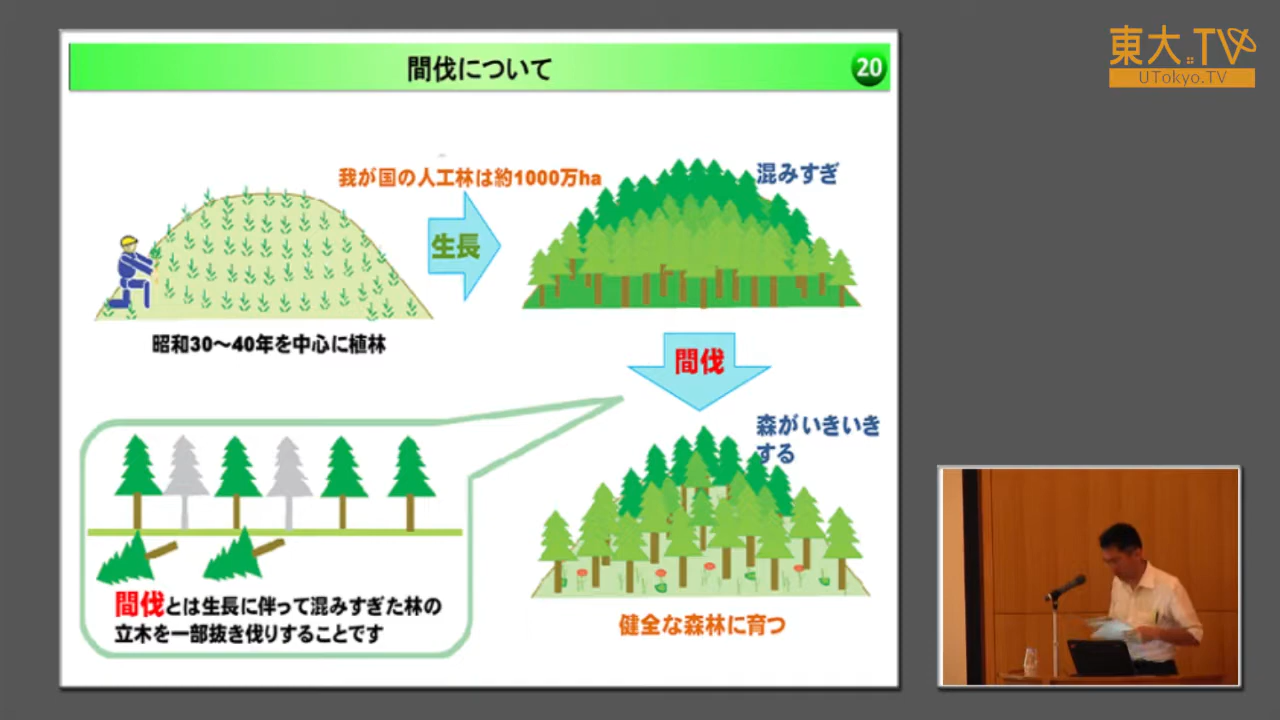 間伐について
20
東大.TV
UTokyo.TV
我が国の人工林は約1000万ha
混みすぎ
生長
昭和30～40年を中心に植林
間伐
森がいきいき
する
間伐とは生長に伴って混みすぎた林の
立木を一部抜き伐りすることです
健全な森林に育つ